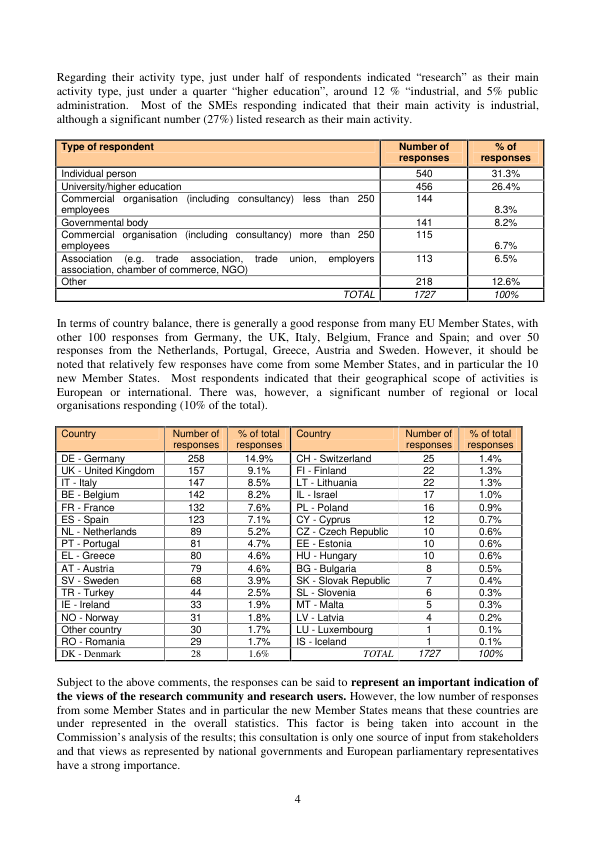 Regarding their activity type, just under half of respondents indicated “research” as their main
activity type, just under a quarter “higher education”, around 12 % “industrial, and 5% public
administration. Most of the SMEs responding indicated that their main activity is industrial,
although a significant number (27%) listed research as their main activity.
Type of respondent Number of responses % of responses
Individual person 540 31.3%
University/higher education 456 26.4%
Commercial organisation (including consultancy) less than 250 144
employees 8.3%
Governmental body 141 8.2%
Commercial organisation (including consultancy) more than 250 115
employees 6.7%
Association (e.g. trade association, trade union, employers 113 6.5%
association, chamber of commerce, NGO)
Other 218 12.6%
TOTAL 1727 100%
In terms of country balance, there is generally a good response from many EU Member States, with
other 100 responses from Germany, the UK, Italy, Belgium, France and Spain; and over 50
responses from the Netherlands, Portugal, Greece, Austria and Sweden. However, it should be
noted that relatively few responses have come from some Member States, and in particular the 10
new Member States. Most respondents indicated that their geographical scope of activities is
European or international. There was, however, a significant number of regional or local
organisations responding (10% of the total).
Country Number of responses % of total responses Country Number of responses % of total responses
DE - Germany 258 14.9% CH - Switzerland 25 1.4%
UK - United Kingdom 157 9.1% FI - Finland 22 1.3%
IT - Italy 147 8.5% LT - Lithuania 22 1.3%
BE - Belgium 142 8.2% IL - Israel 17 1.0%
FR - France 132 7.6% PL - Poland 16 0.9%
ES - Spain 123 7.1% CY - Cyprus 12 0.7%
NL - Netherlands 89 5.2% CZ - Czech Republic 10 0.6%
PT - Portugal 81 4.7% EE - Estonia 10 0.6%
EL - Greece 80 4.6% HU - Hungary 10 0.6%
AT - Austria 79 4.6% BG - Bulgaria 8 0.5%
SV - Sweden 68 3.9% SK - Slovak Republic 7 0.4%
TR - Turkey 44 2.5% SL - Slovenia 6 0.3%
IE - Ireland 33 1.9% MT - Malta 5 0.3%
NO - Norway 31 1.8% LV - Latvia 4 0.2%
Other country 30 1.7% LU - Luxembourg 1 0.1%
RO - Romania 29 1.7% IS - Iceland 1 0.1%
DK - Denmark 28 1.6% TOTAL 1727 100%
Subject to the above comments, the responses can be said to represent an important indication of
the views of the research community and research users. However, the low number of responses
from some Member States and in particular the new Member States means that these countries are
under represented in the overall statistics. This factor is being taken into account in the
Commission’s analysis of the results; this consultation is only one source of input from stakeholders
and that views as represented by national governments and European parliamentary representatives
have a strong importance.
4